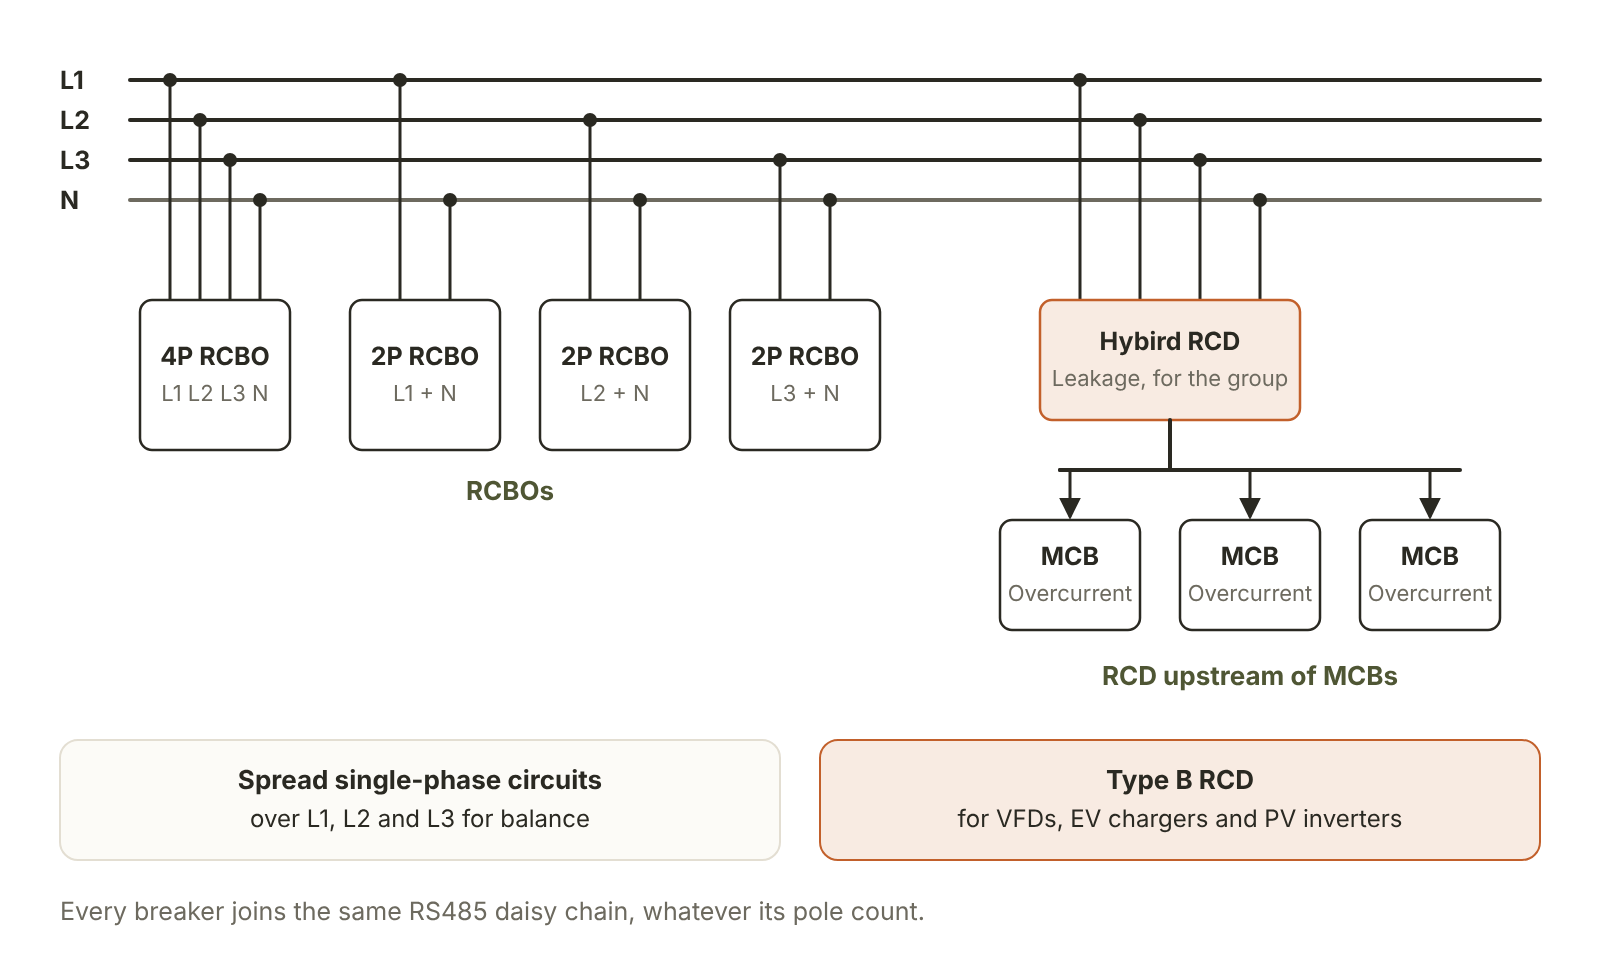 L1
L2
L3
N
4P RCBO
L1 L2 L3 N
2P RCBO
L1 + N
2P RCBO
L2 + N
2P RCBO
L3 + N
RCBOs
Hybird RCD
Leakage, for the group
MCB
Overcurrent
MCB
Overcurrent
MCB
Overcurrent
RCD upstream of MCBs
Spread single-phase circuits
over L1, L2 and L3 for balance
Type B RCD
for VFDs, EV chargers and PV inverters
Every breaker joins the same RS485 daisy chain, whatever its pole count.